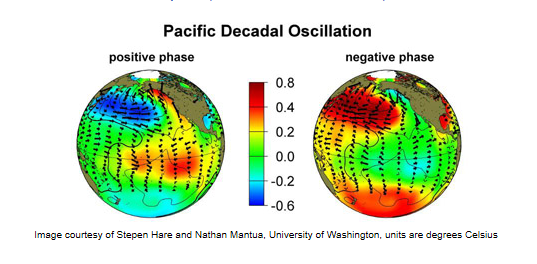 Pacific Decadal Oscillation
positive phase
negative phase
0.8
0.4
0.2
0.0
-0.2
-0.6
Image courtesy of Stepen Hare and Nathan Mantua, University of Washington, units are degrees Celsius